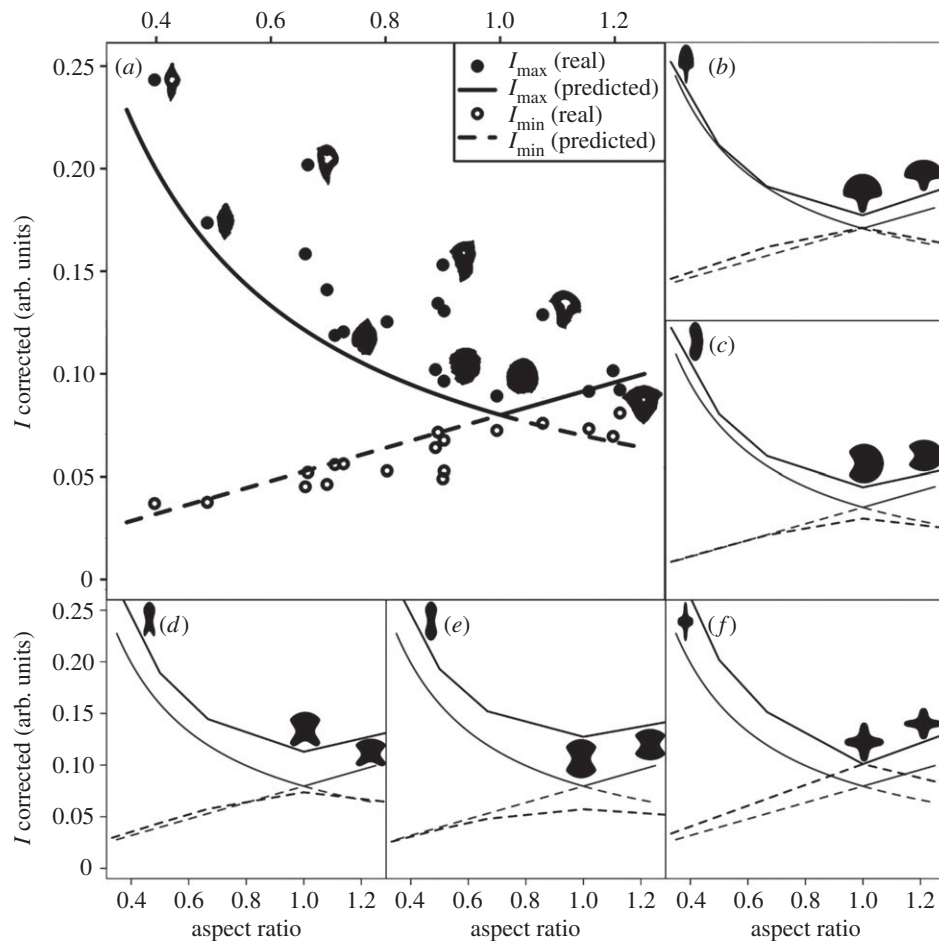 0.4 0.6 0.8 1.0 1.2
0.25
0.20
0.15
0.10
0.05
0
I corrected (arb. units)
(a)
I max (real)
I max (predicted)
I min (real)
I min (predicted)
(b)
(c)
0.25
0.20
0.15
0.10
0.05
0
I corrected (arb. units)
(d)
(e)
(f)
0.4 0.6 0.8 1.0 1.2
0.4 0.6 0.8 1.0 1.2
0.4 0.6 0.8 1.0 1.2
aspect ratio
aspect ratio
aspect ratio